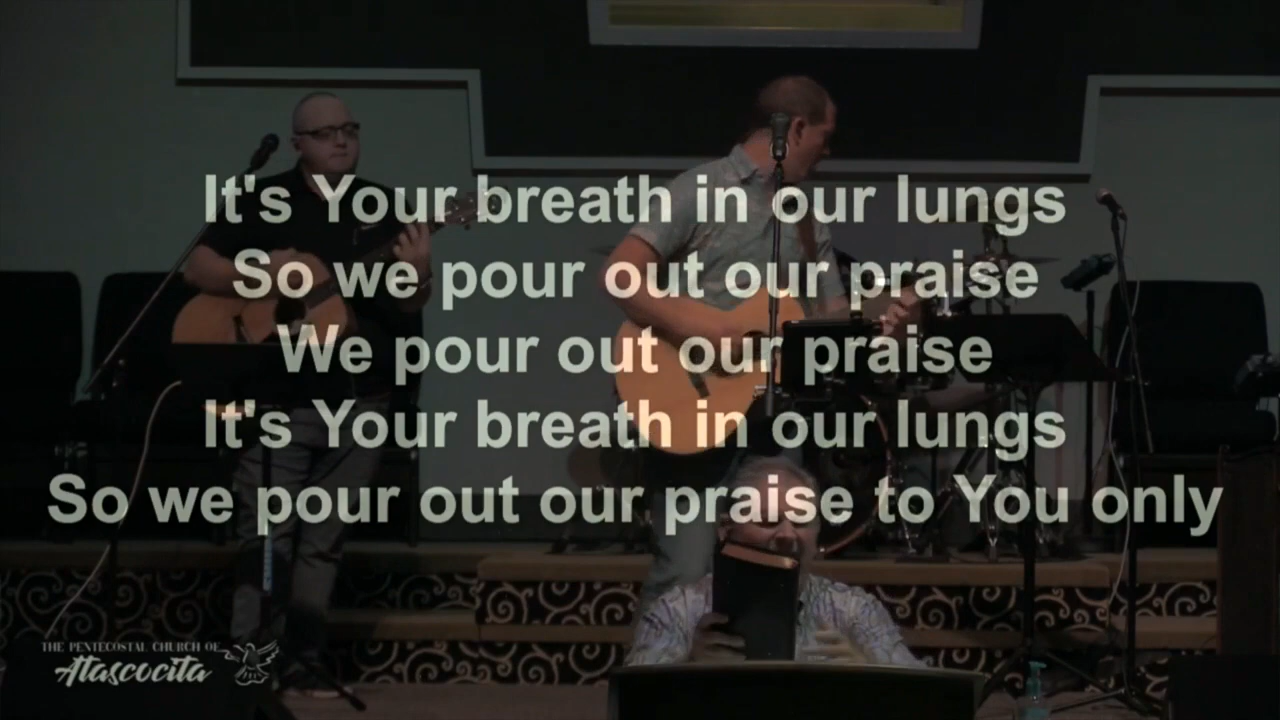 It's Your breath in our lungs
So we pour out our praise
We pour out our praise
It's Your breath in our lungs
So we pour out our praise to You only
THE PENTECOSTAL CHURCH OF
Atascocita